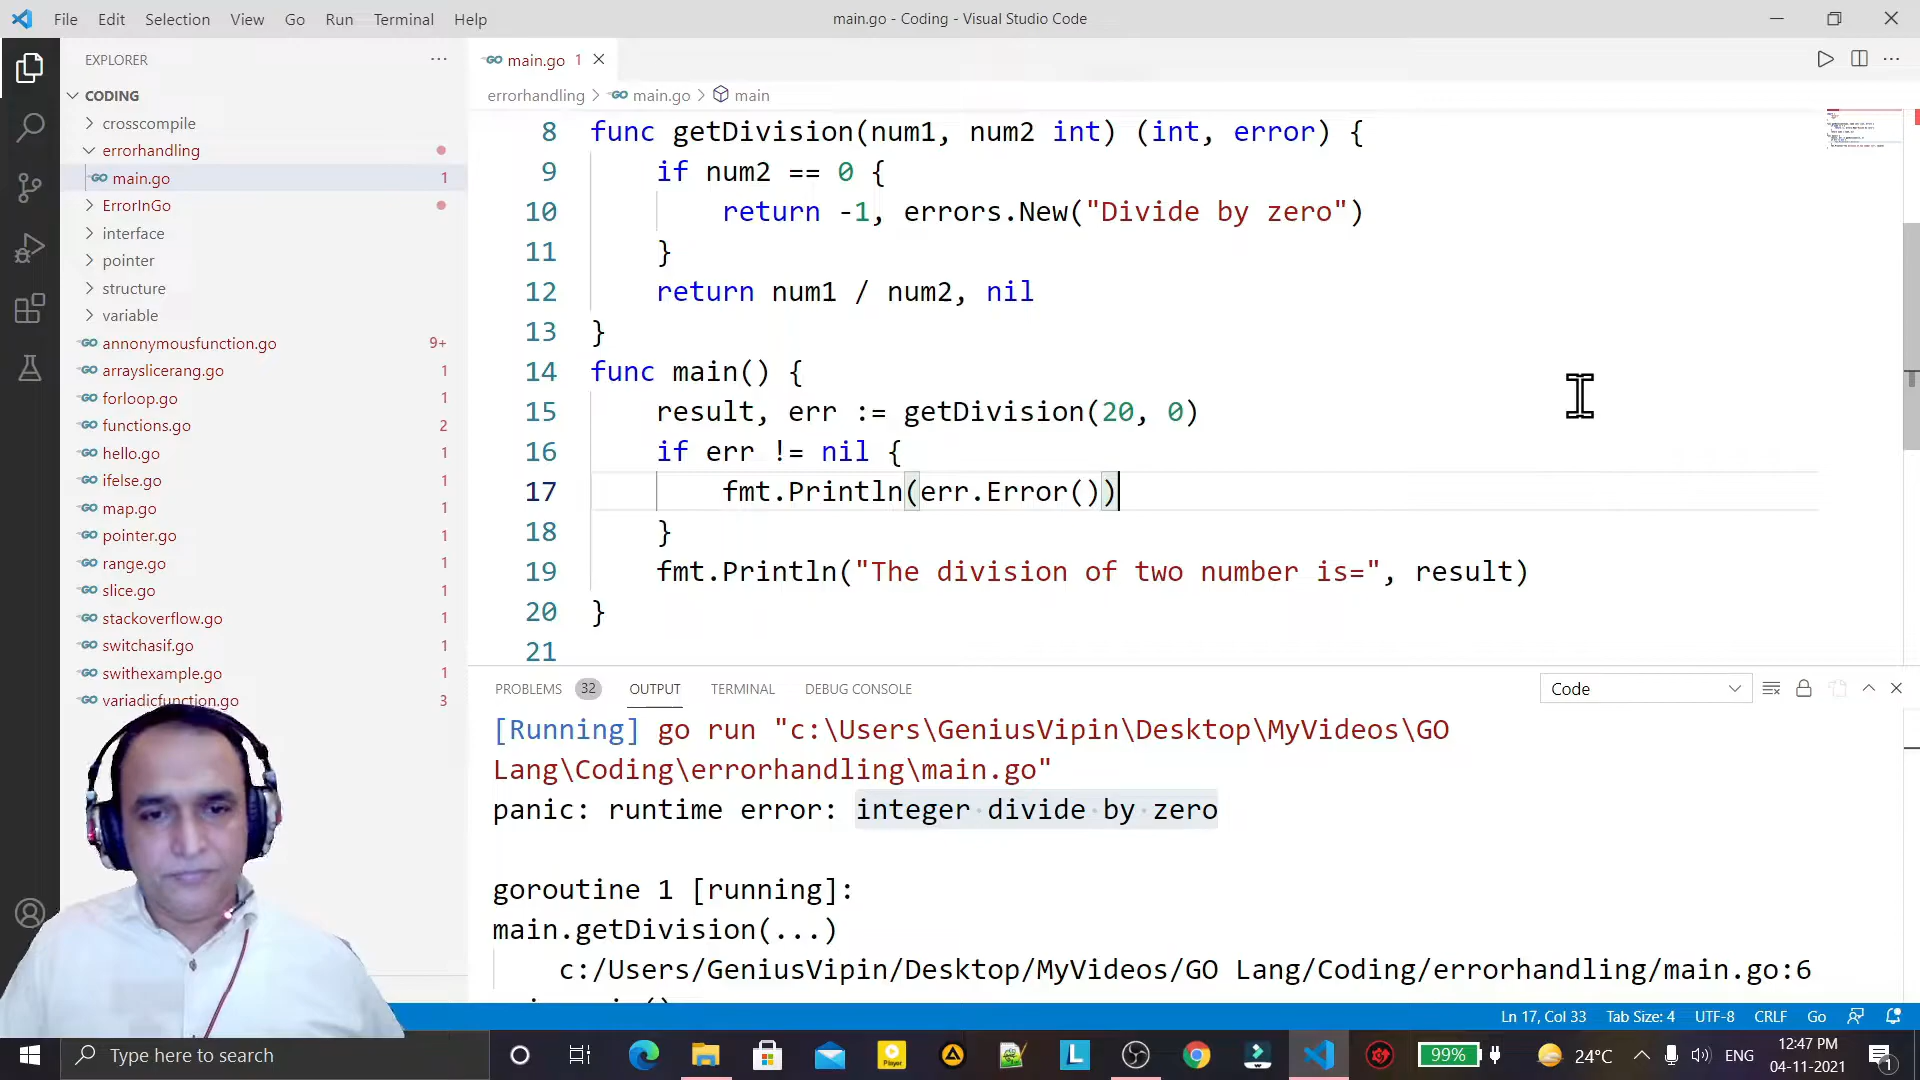 File Edit Selection View Go Run Terminal Help
main.go - Coding - Visual Studio Code
EXPLORER
CODING
crosscompile
errorhandling
main.go 1
ErrorInGo
interface
pointer
structure
variable
annonymousfunction.go 9+
arrayslicerang.go 1
forloop.go 1
functions.go 2
hello.go 1
ifelse.go 1
map.go 1
pointer.go 1
range.go 1
slice.go 1
stackoverflow.go 1
switchasif.go 1
swithexample.go 1
variadicfunction.go 3
main.go 1
errorhandling > main.go > main
8 func getDivision(num1, num2 int) (int, error) {
9 if num2 == 0 {
10 return -1, errors.New("Divide by zero")
11 }
12 return num1 / num2, nil
13 }
14 func main() {
15 result, err := getDivision(20, 0)
16 if err != nil {
17 fmt.Println(err.Error())
18 }
19 fmt.Println("The division of two number is=", result)
20 }
21
PROBLEMS 32 OUTPUT TERMINAL DEBUG CONSOLE
Code
[Running] go run "c:\Users\GeniusVipin\Desktop\MyVideos\GO
Lang\Coding\errorhandling\main.go"
panic: runtime error: integer divide by zero
goroutine 1 [running]:
main.getDivision(...)
c:/Users/GeniusVipin/Desktop/MyVideos/GO Lang/Coding/errorhandling/main.go:6
Ln 17, Col 33 Tab Size: 4 UTF-8 CRLF Go
Type here to search
99%
24°C
ENG
12:47 PM
04-11-2021